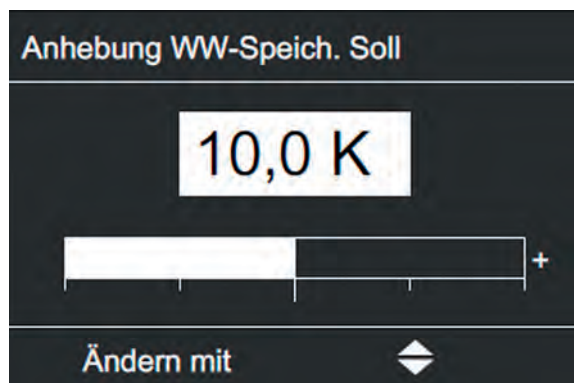 Anhebung WW-Speich. Soll
10,0 K
+
Ändern mit